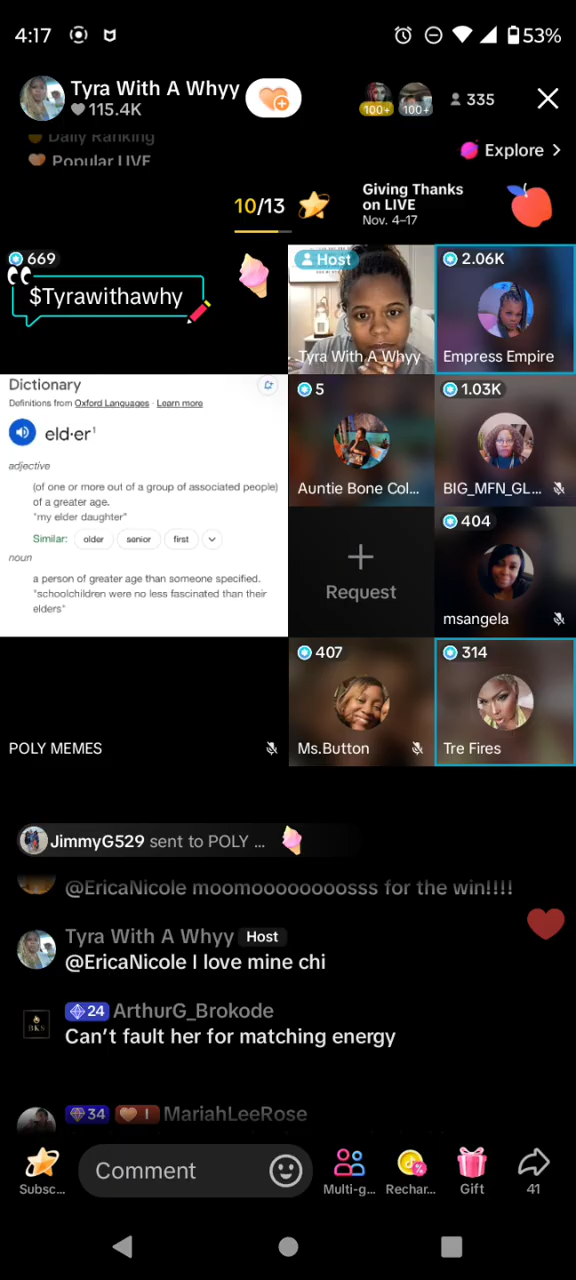 4:17
53%
Tyra With A Whyy
115.4K
100+
100+
335
Daily Ranking
Popular LIVE
Explore >
10/13
Giving Thanks
on LIVE
Nov. 4–17
669
$Tyrawithawhy
Host
Tyra With A Whyy
2.06K
Empress Empire
Dictionary
Definitions from Oxford Languages · Learn more
eld·er¹
adjective
(of one or more out of a group of associated people)
of a greater age.
"my elder daughter"
Similar: older senior first
noun
a person of greater age than someone specified.
"schoolchildren were no less fascinated than their
elders"
POLY MEMES
5
Auntie Bone Col...
1.03K
BIG_MFN_GL...
Request
404
msangela
407
Ms.Button
314
Tre Fires
JimmyG529 sent to POLY ...
@EricaNicole moomoooooooosss for the win!!!!
Tyra With A Whyy Host
@EricaNicole I love mine chi
24 ArthurG_Brokode
BKS
Can't fault her for matching energy
34 I MariahLeeRose
Subsc...
Comment
Multi-g...
Rechar...
Gift
41